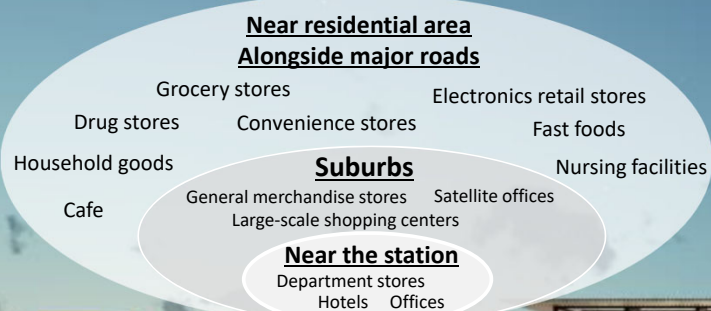 Near residential area
Alongside major roads
Grocery stores
Electronics retail stores
Drug stores
Convenience stores
Fast foods
Household goods
Nursing facilities
Cafe
Suburbs
General merchandise stores
Satellite offices
Large-scale shopping centers
Near the station
Department stores
Hotels
Offices